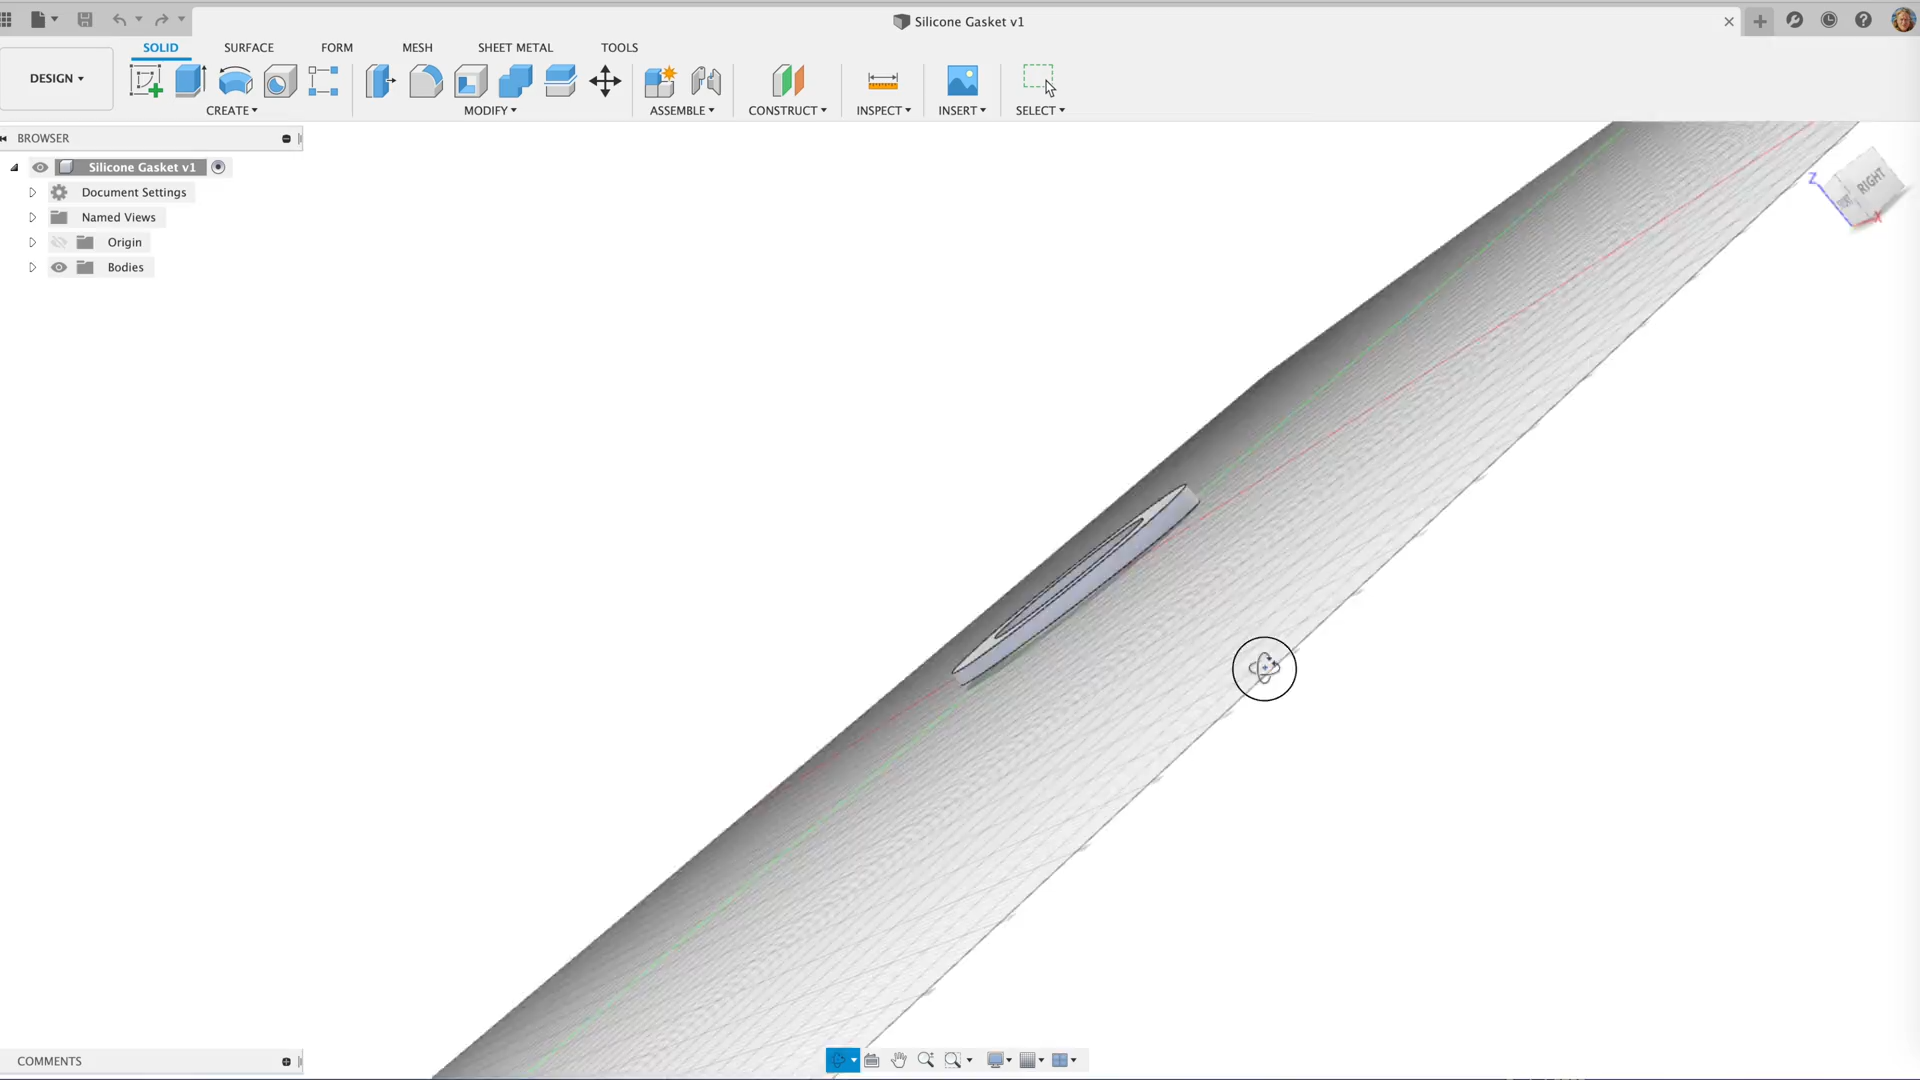 Silicone Gasket v1
SOLID
SURFACE
FORM
MESH
SHEET METAL
TOOLS
DESIGN
CREATE
MODIFY
ASSEMBLE
CONSTRUCT
INSPECT
INSERT
SELECT
BROWSER
Silicone Gasket v1
Document Settings
Named Views
Origin
Bodies
Z
RIGHT
X
COMMENTS